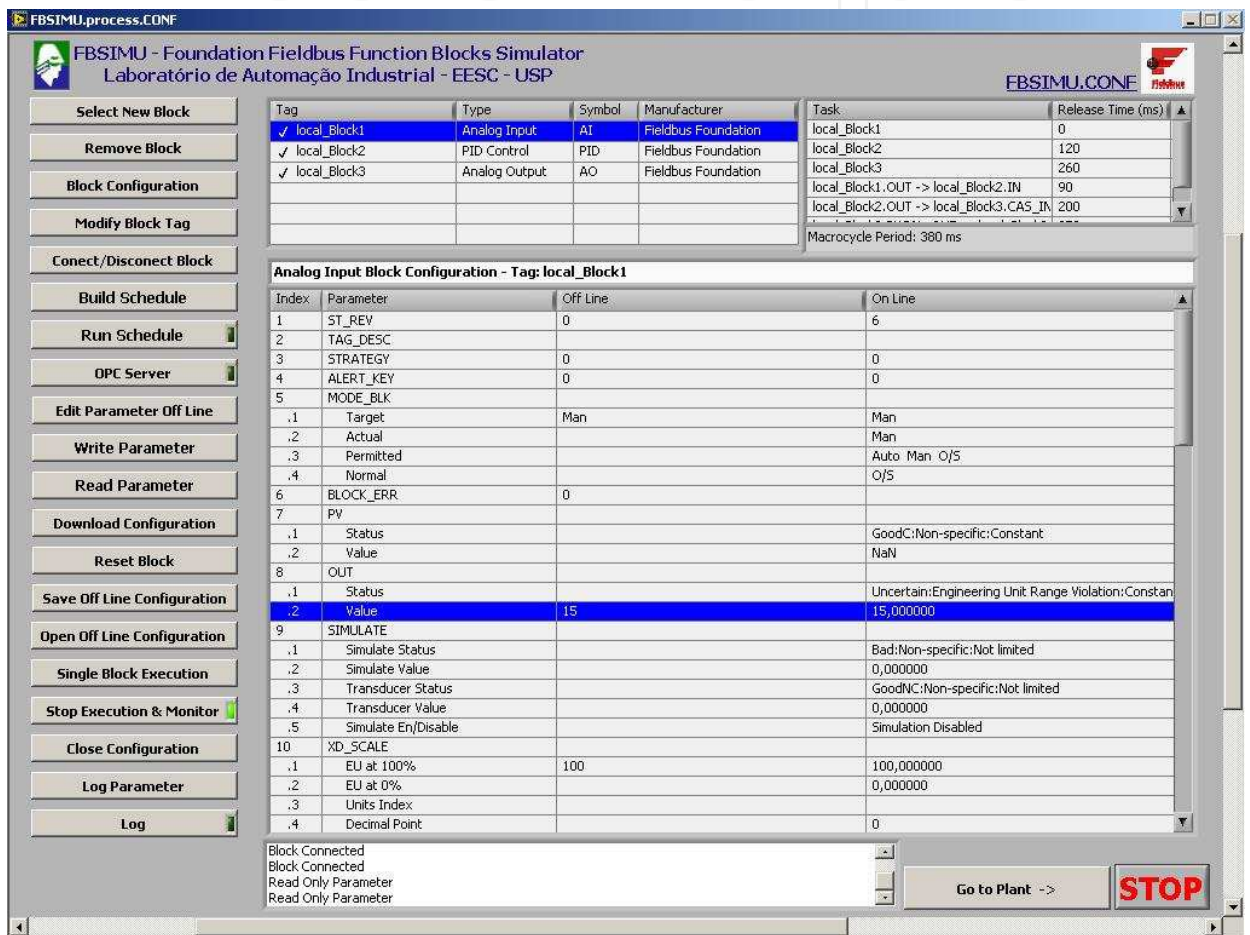 FBSIMU.process.CONF
FBSIMU - Foundation Fieldbus Function Blocks Simulator
Laboratório de Automação Industrial - EESC - USP
FBSIMU.CONF
Fieldbus
Select New Block
Remove Block
Block Configuration
Modify Block Tag
Conect/Disconect Block
Build Schedule
Run Schedule
OPC Server
Edit Parameter Off Line
Write Parameter
Read Parameter
Download Configuration
Reset Block
Save Off Line Configuration
Open Off Line Configuration
Single Block Execution
Stop Execution & Monitor
Close Configuration
Log Parameter
Log
Tag Type Symbol Manufacturer
✓ local_Block1 Analog Input AI Fieldbus Foundation
✓ local_Block2 PID Control PID Fieldbus Foundation
✓ local_Block3 Analog Output AO Fieldbus Foundation
Task Release Time (ms)
local_Block1 0
local_Block2 120
local_Block3 260
local_Block1.OUT -> local_Block2.IN 90
local_Block2.OUT -> local_Block3.CAS_IN 200
Macrocycle Period: 380 ms
Analog Input Block Configuration - Tag: local_Block1
Index Parameter Off Line On Line
1 ST_REV 0 6
2 TAG_DESC
3 STRATEGY 0 0
4 ALERT_KEY 0 0
5 MODE_BLK
.1 Target Man Man
.2 Actual Man
.3 Permitted Auto Man O/S
.4 Normal O/S
6 BLOCK_ERR 0
7 PV
.1 Status GoodC:Non-specific:Constant
.2 Value NaN
8 OUT
.1 Status Uncertain:Engineering Unit Range Violation:Constan
.2 Value 15 15,000000
9 SIMULATE
.1 Simulate Status Bad:Non-specific:Not limited
.2 Simulate Value 0,000000
.3 Transducer Status GoodNC:Non-specific:Not limited
.4 Transducer Value 0,000000
.5 Simulate En/Disable Simulation Disabled
10 XD_SCALE
.1 EU at 100% 100 100,000000
.2 EU at 0% 0,000000
.3 Units Index
.4 Decimal Point 0
Block Connected
Block Connected
Read Only Parameter
Read Only Parameter
Go to Plant ->
STOP